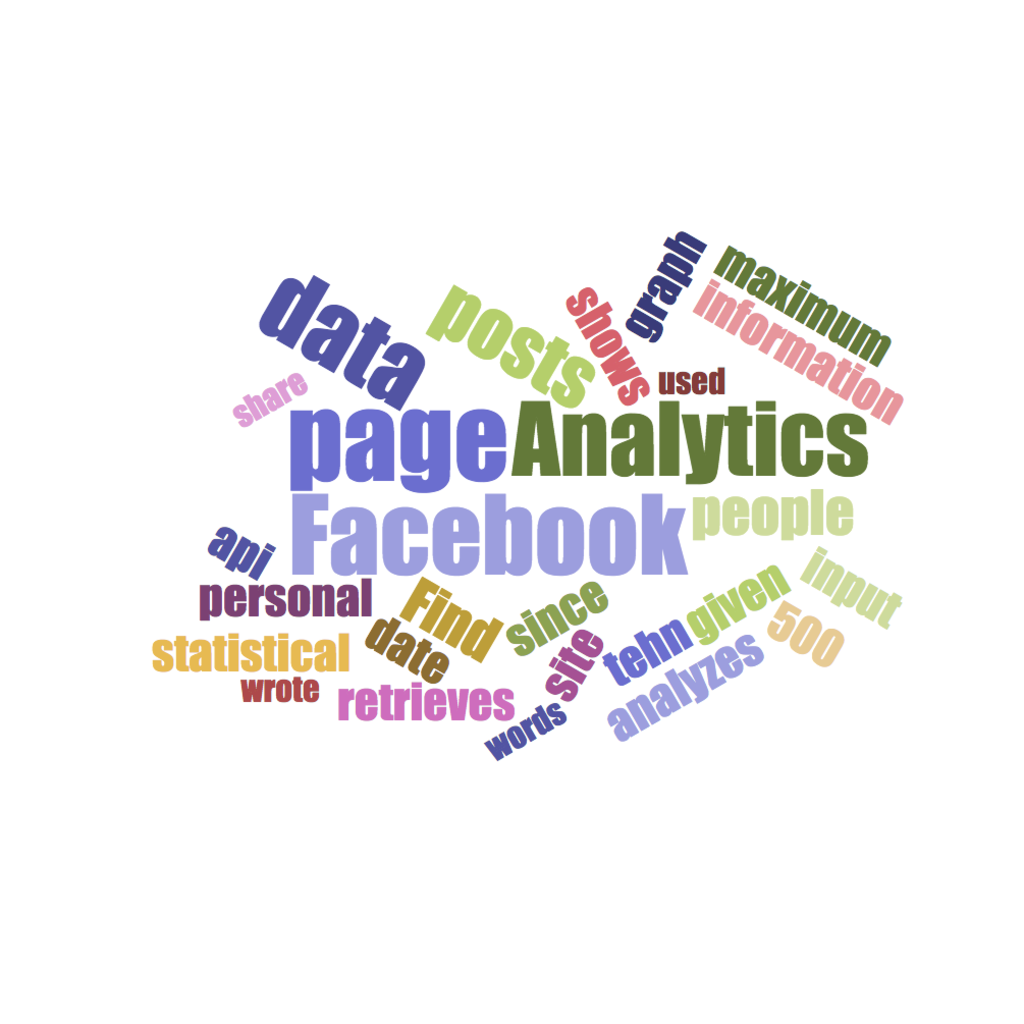 graph
maximum
data
posts
shows
information
used
share
page
Analytics
Facebook
people
api
input
personal
Find
since
given
500
date
statistical
site
tehn
analyzes
wrote
retrieves
words